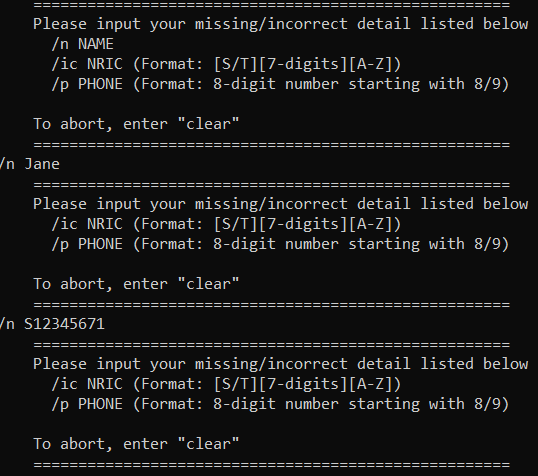 =====================================================
Please input your missing/incorrect detail listed below
/n NAME
/ic NRIC (Format: [S/T][7-digits][A-Z])
/p PHONE (Format: 8-digit number starting with 8/9)
To abort, enter "clear"
=====================================================
/n Jane
=====================================================
Please input your missing/incorrect detail listed below
/ic NRIC (Format: [S/T][7-digits][A-Z])
/p PHONE (Format: 8-digit number starting with 8/9)
To abort, enter "clear"
=====================================================
/n S12345671
=====================================================
Please input your missing/incorrect detail listed below
/ic NRIC (Format: [S/T][7-digits][A-Z])
/p PHONE (Format: 8-digit number starting with 8/9)
To abort, enter "clear"
=====================================================